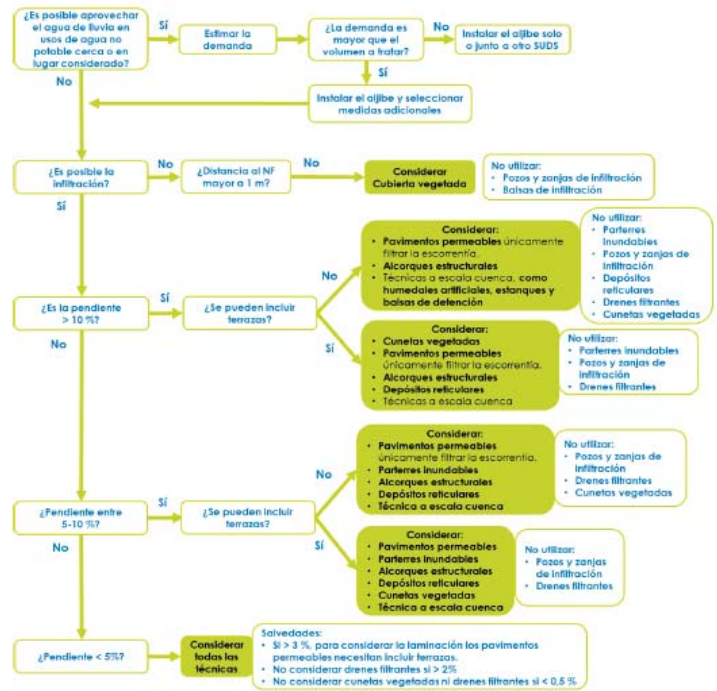 ¿Es posible aprovechar
el agua de lluvia en
usos de agua no
potable cerca o en
lugar considerado?
Sí
Estimar la
demanda
¿La demanda es
mayor que el
volumen a tratar?
No
Instalar el aljibe solo
o junto a otro SUDS
Sí
No
Instalar el aljibe y seleccionar
medidas adicionales
¿Es posible la
infiltración?
No
¿Distancia al NF
mayor a 1 m?
No
Considerar
Cubierta vegetada
No utilizar:
• Pozos y zanjas de infiltración
• Balsas de infiltración
Sí
¿Es la pendiente
> 10 %?
Sí
¿Se pueden incluir
terrazas?
No
Considerar:
• Pavimentos permeables únicamente
filtrar la escorrentía.
• Alcorques estructurales
• Técnicas a escala cuenca, como
humedales artificiales, estanques y
balsas de detención
No utilizar:
• Parterres
Inundables
• Pozos y zanjas de
infiltración
• Depósitos
reticulares
• Drenes filtrantes
• Cunetas vegetadas
Sí
Considerar:
• Cunetas vegetadas
• Pavimentos permeables
únicamente filtrar la escorrentía.
• Alcorques estructurales
• Depósitos reticulares
• Técnicas a escala cuenca
No utilizar:
• Parterres inundables
• Pozos y zanjas de
infiltración
• Drenes filtrantes
No
¿Pendiente entre
5-10 %?
Sí
¿Se pueden incluir
terrazas?
No
Considerar:
• Pavimentos permeables
únicamente filtrar la escorrentía.
• Parterres inundables
• Alcorques estructurales
• Depósitos reticulares
• Técnica a escala cuenca
No utilizar:
• Pozos y zanjas de
infiltración
• Drenes filtrantes
• Cunetas vegetadas
Sí
Considerar:
• Pavimentos permeables
• Parterres inundables
• Alcorques estructurales
• Depósitos reticulares
• Cunetas vegetadas
• Técnica a escala cuenca
No utilizar:
• Pozos y zanjas
de infiltración
• Drenes filtrantes
No
¿Pendiente < 5%?
Considerar
todas las
técnicas
Salvedades:
• Si > 3 %, para considerar la laminación los pavimentos
permeables necesitan incluir terrazas.
• No considerar drenes filtrantes si > 2%
• No considerar cunetas vegetadas ni drenes filtrantes si < 0,5 %